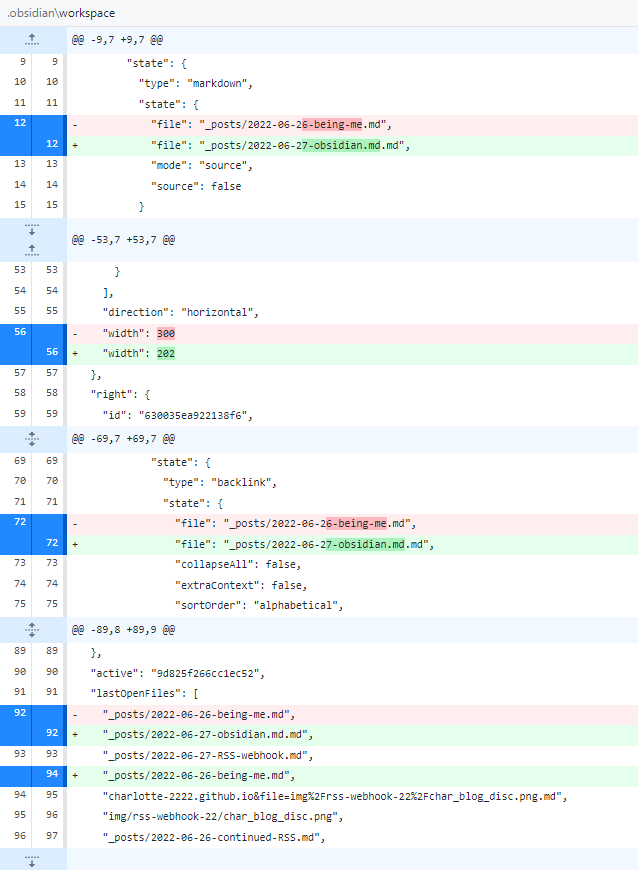 .obsidian\workspace
@@ -9,7 +9,7 @@
9 9 "state": {
10 10 "type": "markdown",
11 11 "state": {
12 - "file": "_posts/2022-06-26-being-me.md",
12 + "file": "_posts/2022-06-27-obsidian.md.md",
13 13 "mode": "source",
14 14 "source": false
15 15 }
@@ -53,7 +53,7 @@
53 53 }
54 54 ],
55 55 "direction": "horizontal",
56 - "width": 300
56 + "width": 202
57 57 },
58 58 "right": {
59 59 "id": "630035ea922138f6",
@@ -69,7 +69,7 @@
69 69 "state": {
70 70 "type": "backlink",
71 71 "state": {
72 - "file": "_posts/2022-06-26-being-me.md",
72 + "file": "_posts/2022-06-27-obsidian.md.md",
73 73 "collapseAll": false,
74 74 "extraContext": false,
75 75 "sortOrder": "alphabetical",
@@ -89,8 +89,9 @@
89 89 },
90 90 "active": "9d825f266cc1ec52",
91 91 "lastOpenFiles": [
92 - "_posts/2022-06-26-being-me.md",
92 + "_posts/2022-06-27-obsidian.md.md",
93 93 "_posts/2022-06-27-RSS-webhook.md",
94 + "_posts/2022-06-26-being-me.md",
94 95 "charlotte-2222.github.io&file=img%2Frss-webhook-22%2Fchar_blog_disc.png.md",
95 96 "img/rss-webhook-22/char_blog_disc.png",
96 97 "_posts/2022-06-26-continued-RSS.md",